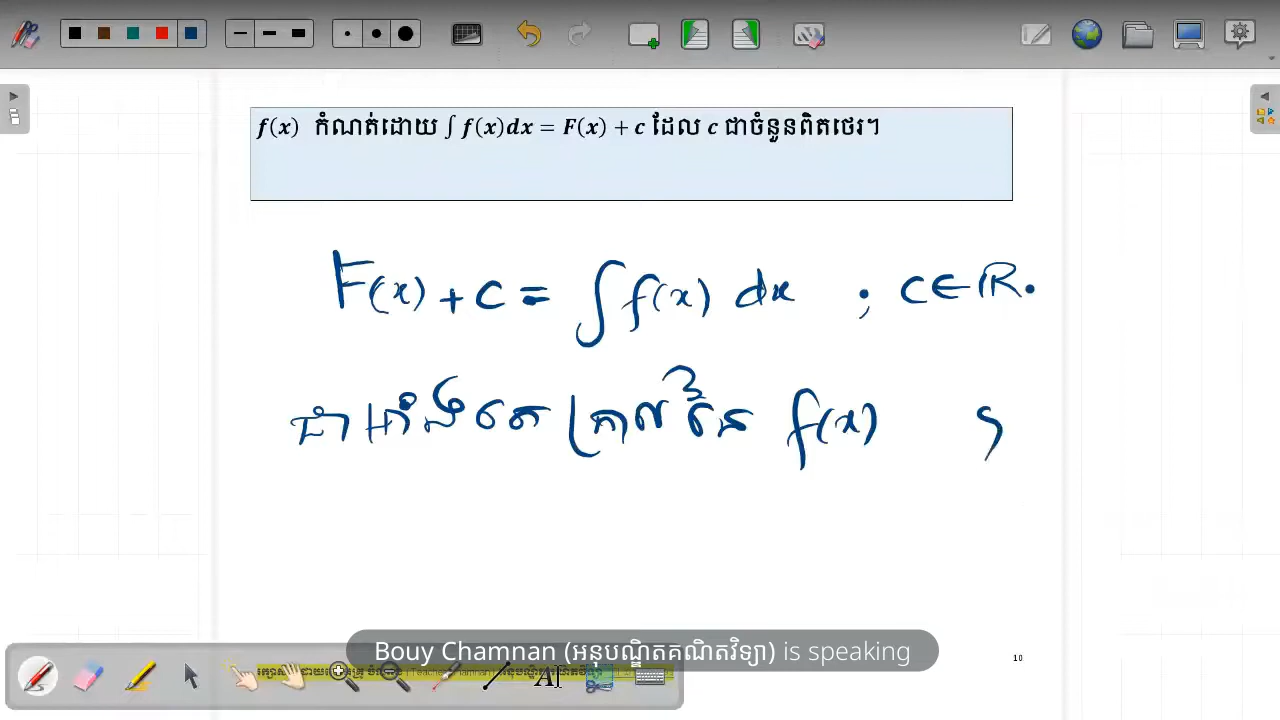 f(x) កំណត់ដោយ ∫ f(x)dx = F(x) + c ដែល c ជាចំនួនពិតថេរ។
F(x) + c = ∫ f(x) dx ; c ∈ ℝ.
ជាអាំងតេក្រាលនៃ f(x) ។
Bouy Chamnan (អនុបណ្ឌិតគណិតវិទ្យា) is speaking
10